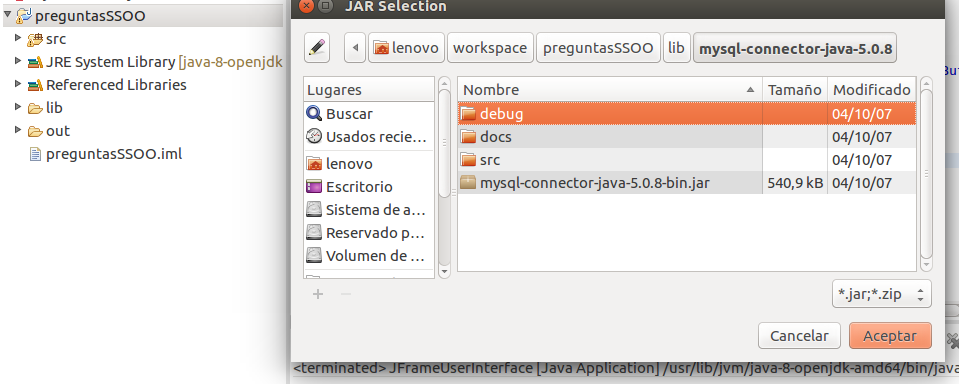 preguntasSSOO
src
JRE System Library [java-8-openjdk
Referenced Libraries
lib
out
preguntasSSOO.iml
JAR Selection
lenovo workspace preguntasSSOO lib mysql-connector-java-5.0.8
Lugares
Buscar
Usados recie...
lenovo
Escritorio
Sistema de a...
Reservado p...
Volumen de ...
Nombre Tamaño Modificado
debug 04/10/07
docs 04/10/07
src 04/10/07
mysql-connector-java-5.0.8-bin.jar 540,9 kB 04/10/07
*.jar;*.zip
Cancelar Aceptar
But
<terminated> JFrameUserInterface [Java Application] /usr/lib/jvm/java-8-openjdk-amd64/bin/java